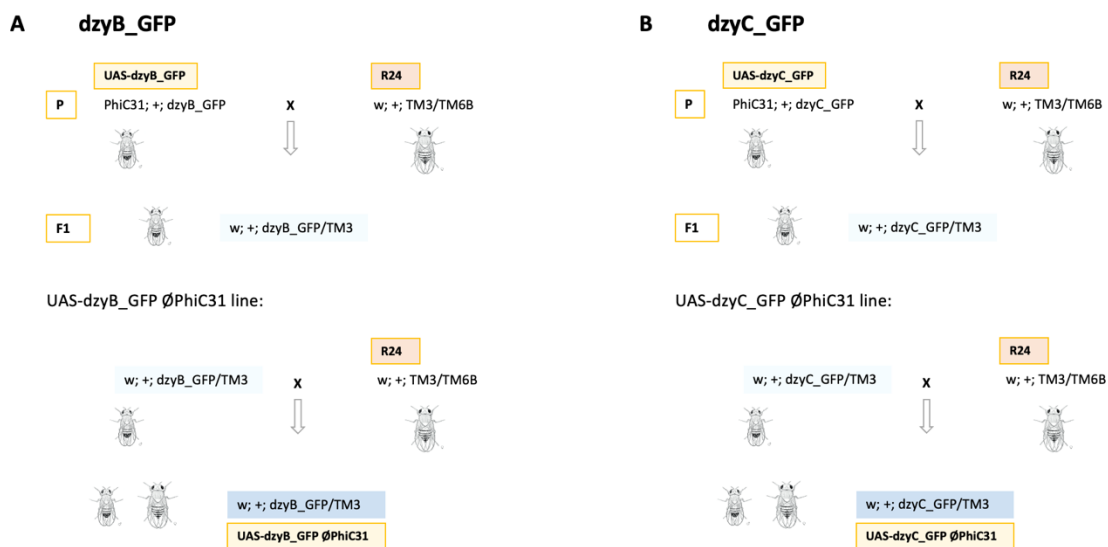 A dzyB_GFP
UAS-dzyB_GFP
R24
P
PhiC31; +; dzyB_GFP
X
w; +; TM3/TM6B
F1
w; +; dzyB_GFP/TM3
UAS-dzyB_GFP ØPhiC31 line:
R24
w; +; dzyB_GFP/TM3
X
w; +; TM3/TM6B
w; +; dzyB_GFP/TM3
UAS-dzyB_GFP ØPhiC31
B dzyC_GFP
UAS-dzyC_GFP
R24
P
PhiC31; +; dzyC_GFP
X
w; +; TM3/TM6B
F1
w; +; dzyC_GFP/TM3
UAS-dzyC_GFP ØPhiC31 line:
R24
w; +; dzyC_GFP/TM3
X
w; +; TM3/TM6B
w; +; dzyC_GFP/TM3
UAS-dzyC_GFP ØPhiC31